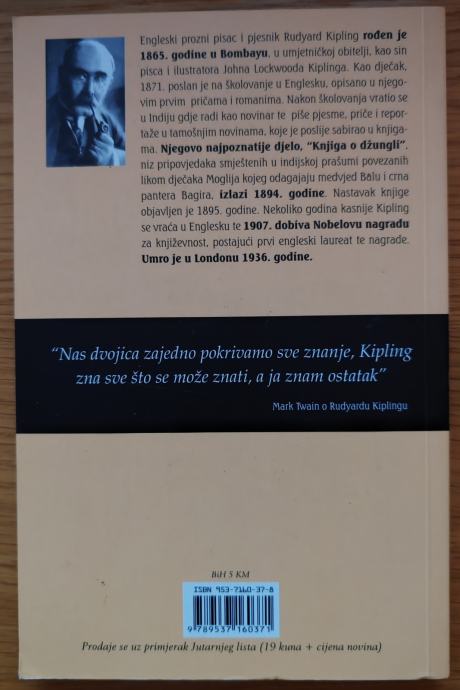 Engleski prozni pisac i pjesnik Rudyard Kipling rođen je
1865. godine u Bombayu, u umjetničkoj obitelji, kao sin
pisca i ilustratora Johna Lockwooda Kiplinga. Kao dječak,
1871. poslan je na školovanje u Englesku, opisano u njego-
vim prvim pričama i romanima. Nakon školovanja vratio se
u Indiju gdje radi kao novinar te piše pjesme, priče i repor-
taže u tamošnjim novinama, koje je poslije sabirao u knjiga-
ma. Njegovo najpoznatije djelo, "Knjiga o džungli",
niz pripovjedaka smještenih u indijskoj prašumi povezanih
likom dječaka Moglija kojeg odgajaju medvjed Balu i crna
pantera Bagira, izlazi 1894. godine. Nastavak knjige
objavljen je 1895. godine. Nekoliko godina kasnije Kipling
se vraća u Englesku te 1907. dobiva Nobelovu nagradu
za književnost, postajući prvi engleski laureat te nagrade.
Umro je u Londonu 1936. godine.
"Nas dvojica zajedno pokrivamo sve znanje, Kipling
zna sve što se može znati, a ja znam ostatak"
Mark Twain o Rudyardu Kiplingu
BiH 5 KM
ISBN 953-7160-37-8
9 789537 160371
Prodaje se uz primjerak Jutarnjeg lista (19 kuna + cijena novina)